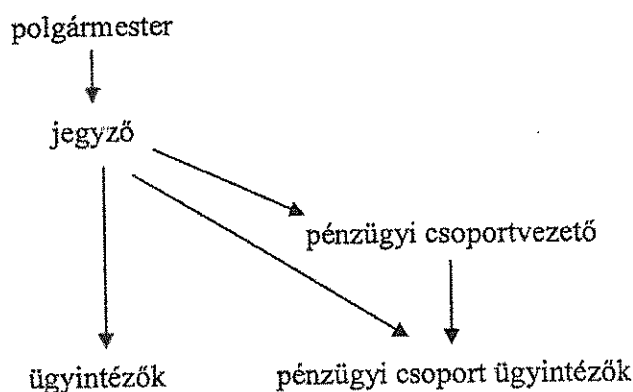 polgármester
jegyző
pénzügyi csoportvezető
ügyintézők
pénzügyi csoport ügyintézők